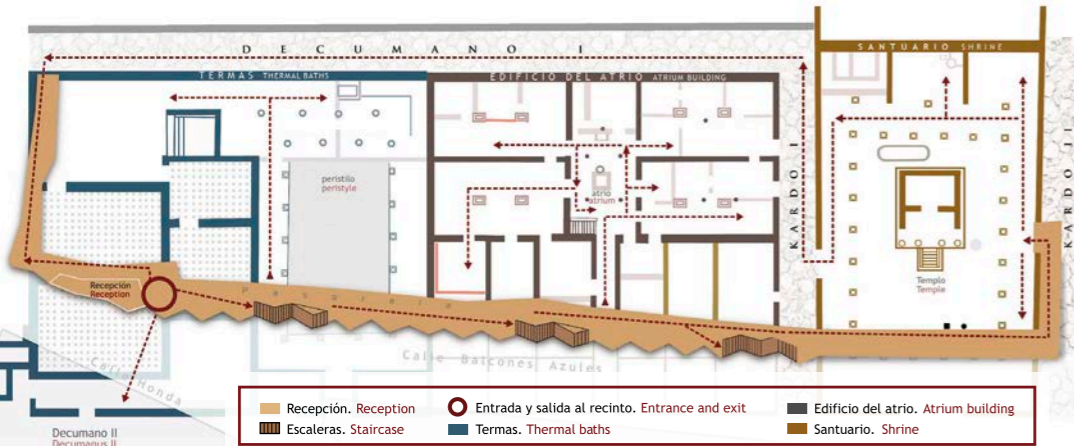 DECUMANO I
TERMAS THERMAL BATHS
EDIFICIO DEL ATRIO ATRIUM BUILDING
SANTUARIO SHRINE
peristilo
peristyle
atrio
atrium
KARDO I
KARDO II
Recepción
Reception
Pasarela
Templo
Temple
Calle Balcones Azules
Calle Honda
Decumano II
Decumanus II
Recepción. Reception
Entrada y salida al recinto. Entrance and exit
Edificio del atrio. Atrium building
Escaleras. Staircase
Termas. Thermal baths
Santuario. Shrine